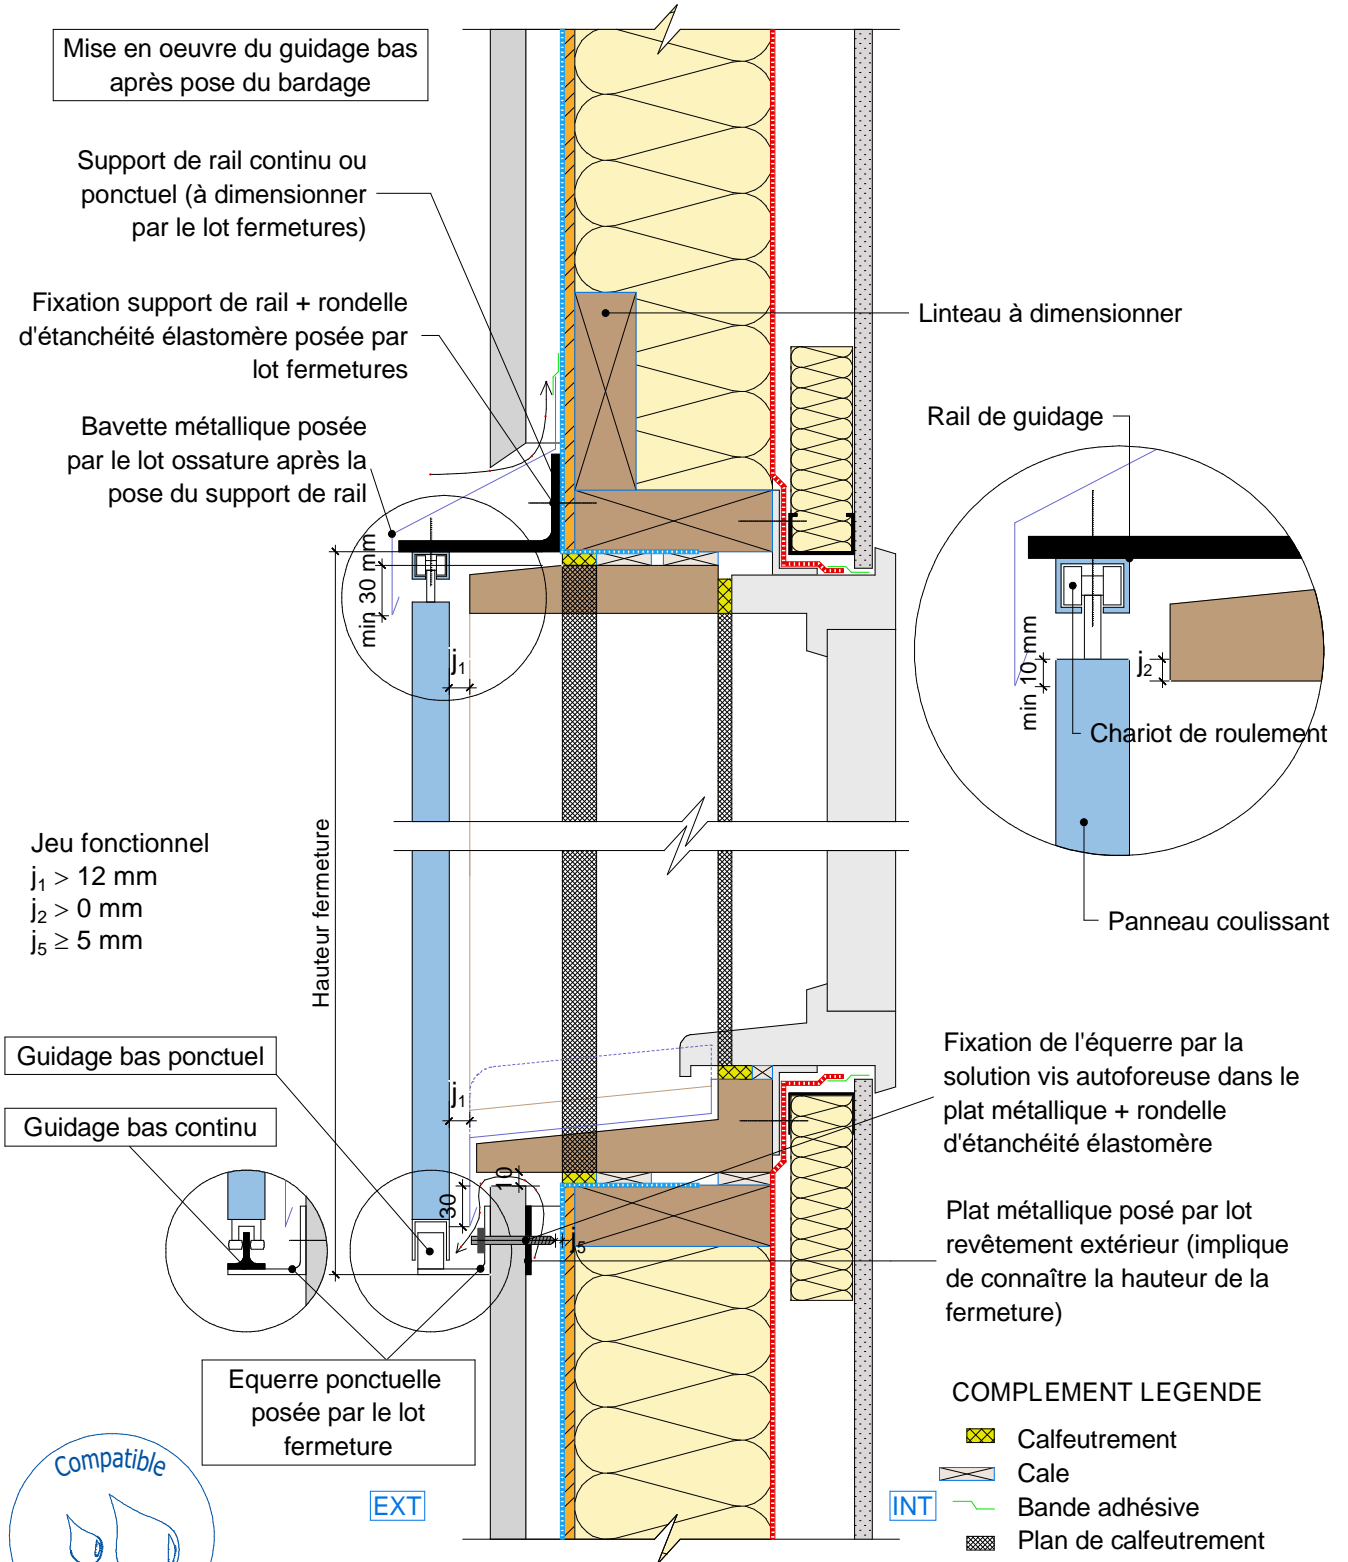 Mise en oeuvre du guidage bas
après pose du bardage
Support de rail continu ou
ponctuel (à dimensionner
par le lot fermetures)
Fixation support de rail + rondelle
d'étanchéité élastomère posée par
lot fermetures
Bavette métallique posée
par le lot ossature après la
pose du support de rail
Linteau à dimensionner
Rail de guidage
min 30 mm
j1
min 10 mm
j2
Chariot de roulement
Panneau coulissant
Jeu fonctionnel
j1 > 12 mm
j2 > 0 mm
j5 ≥ 5 mm
Hauteur fermeture
Guidage bas ponctuel
Guidage bas continu
j1
30
10
j5
Fixation de l'équerre par la
solution vis autoforeuse dans le
plat métallique + rondelle
d'étanchéité élastomère
Plat métallique posé par lot
revêtement extérieur (implique
de connaître la hauteur de la
fermeture)
Equerre ponctuelle
posée par le lot
fermeture
COMPLEMENT LEGENDE
Calfeutrement
Cale
Bande adhésive
Plan de calfeutrement
Compatible
EXT
INT